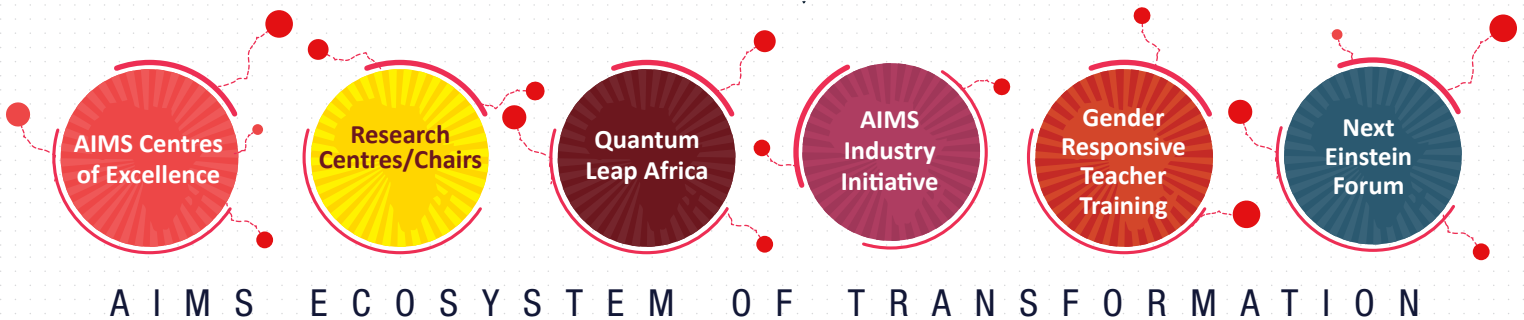 AIMS Centres
of Excellence
Research
Centres/Chairs
Quantum
Leap Africa
AIMS
Industry
Initiative
Gender
Responsive
Teacher
Training
Next
Einstein
Forum
AIMS ECOSYSTEM OF TRANSFORMATION